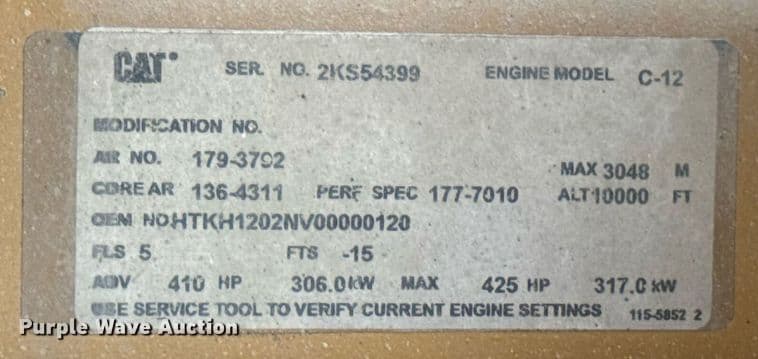 CAT® SER. NO. 2KS54399 ENGINE MODEL C-12
MODIFICATION NO.
AR NO. 179-3792 MAX 3048 M
CORE AR 136-4311 PERF SPEC 177-7010 ALT 10000 FT
OEM NO HTKH1202NV00000120
FLS 5 FTS -15
ADV 410 HP 306.0 kW MAX 425 HP 317.0 kW
USE SERVICE TOOL TO VERIFY CURRENT ENGINE SETTINGS 115-5852 2
Purple Wave Auction